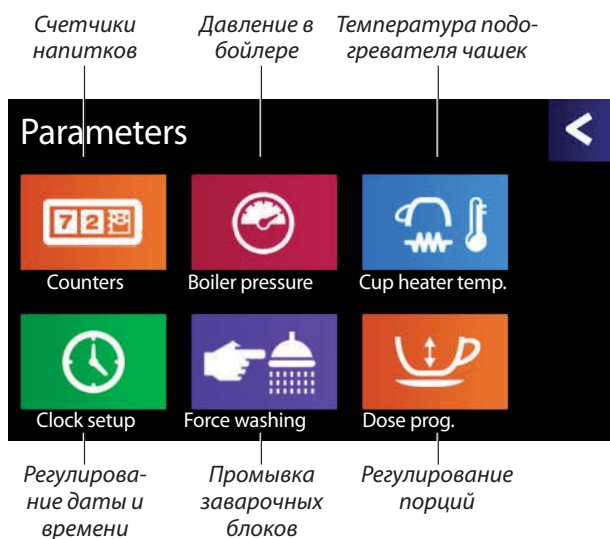 Счетчики
напитков
Давление в
бойлере
Температура подо-
гревателя чашек
Parameters
<
72
Counters
Boiler pressure
Cup heater temp.
Clock setup
Force washing
Dose prog.
Регулирова-
ние даты и
времени
Промывка
заварочных
блоков
Регулирование
порций